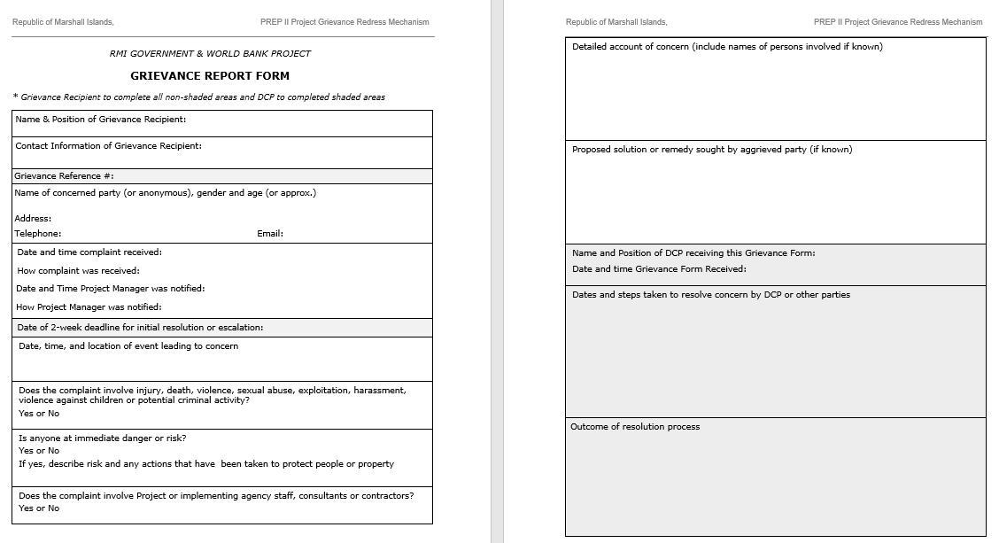 Republic of Marshall Islands, PREP II Project Grievance Redress Mechanism
RMI GOVERNMENT & WORLD BANK PROJECT
GRIEVANCE REPORT FORM
* Grievance Recipient to complete all non-shaded areas and DCP to completed shaded areas
Name & Position of Grievance Recipient:
Contact Information of Grievance Recipient:
Grievance Reference #:
Name of concerned party (or anonymous), gender and age (or approx.)
Address:
Telephone: Email:
Date and time complaint received:
How complaint was received:
Date and Time Project Manager was notified:
How Project Manager was notified:
Date of 2-week deadline for initial resolution or escalation:
Date, time, and location of event leading to concern
Does the complaint involve injury, death, violence, sexual abuse, exploitation, harassment,
violence against children or potential criminal activity?
Yes or No
Is anyone at immediate danger or risk?
Yes or No
If yes, describe risk and any actions that have been taken to protect people or property
Does the complaint involve Project or implementing agency staff, consultants or contractors?
Yes or No
Republic of Marshall Islands, PREP II Project Grievance Redress Mechanism
Detailed account of concern (include names of persons involved if known)
Proposed solution or remedy sought by aggrieved party (if known)
Name and Position of DCP receiving this Grievance Form:
Date and time Grievance Form Received:
Dates and steps taken to resolve concern by DCP or other parties
Outcome of resolution process